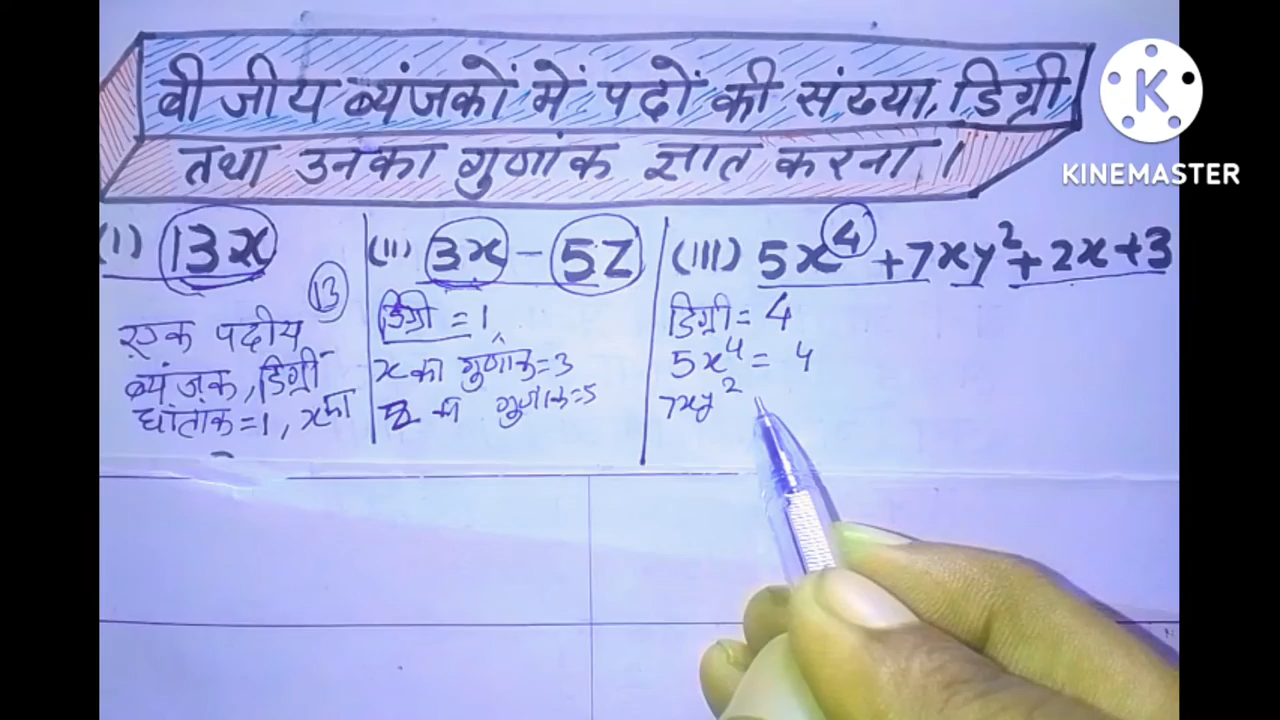 वीजीय ब्यंजकों में पदों की संख्या, डिग्री
तथा उनका गुणांक ज्ञात करना।
K
KINEMASTER
(I) 13x
13
एक पदीय
ब्यंजक, डिग्री
घांताक=1, xका
(II) 3x - 5Z
डिग्री = 1,
x का गुणांक=3
Z का गुणांक=5
(III) 5x⁴ +7xy²+2x+3
डिग्री= 4
5x⁴ = 4
7xy²